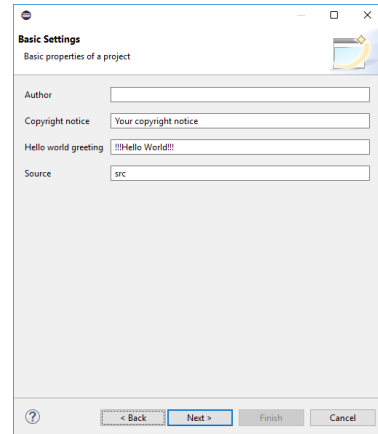 Basic Settings
Basic properties of a project
Author
Copyright notice Your copyright notice
Hello world greeting !!!Hello World!!!
Source src
? < Back Next > Finish Cancel